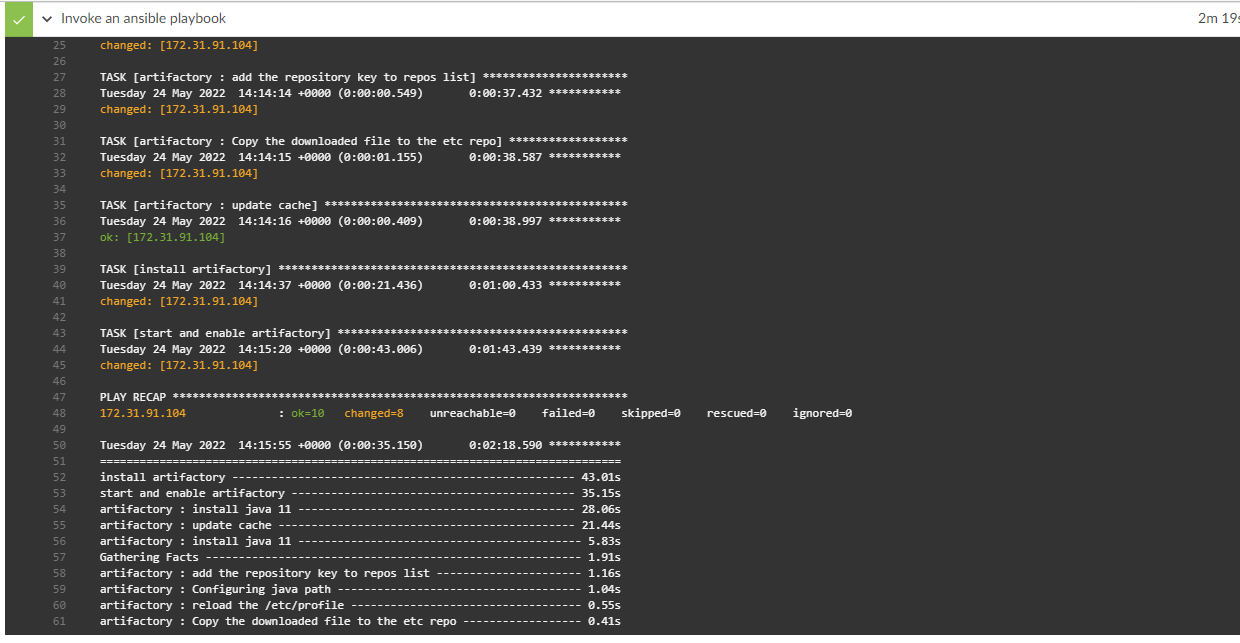 Invoke an ansible playbook 2m 19s
25 changed: [172.31.91.104]
26
27 TASK [artifactory : add the repository key to repos list] **********************
28 Tuesday 24 May 2022  14:14:14 +0000 (0:00:00.549)       0:00:37.432 ***********
29 changed: [172.31.91.104]
30
31 TASK [artifactory : Copy the downloaded file to the etc repo] ******************
32 Tuesday 24 May 2022  14:14:15 +0000 (0:00:01.155)       0:00:38.587 ***********
33 changed: [172.31.91.104]
34
35 TASK [artifactory : update cache] **********************************************
36 Tuesday 24 May 2022  14:14:16 +0000 (0:00:00.409)       0:00:38.997 ***********
37 ok: [172.31.91.104]
38
39 TASK [install artifactory] *****************************************************
40 Tuesday 24 May 2022  14:14:37 +0000 (0:00:21.436)       0:01:00.433 ***********
41 changed: [172.31.91.104]
42
43 TASK [start and enable artifactory] ********************************************
44 Tuesday 24 May 2022  14:15:20 +0000 (0:00:43.006)       0:01:43.439 ***********
45 changed: [172.31.91.104]
46
47 PLAY RECAP *********************************************************************
48 172.31.91.104              : ok=10   changed=8    unreachable=0    failed=0    skipped=0    rescued=0    ignored=0
49
50 Tuesday 24 May 2022  14:15:55 +0000 (0:00:35.150)       0:02:18.590 ***********
51 ===============================================================================
52 install artifactory ---------------------------------------------------- 43.01s
53 start and enable artifactory ------------------------------------------- 35.15s
54 artifactory : install java 11 ------------------------------------------ 28.06s
55 artifactory : update cache --------------------------------------------- 21.44s
56 artifactory : install java 11 ------------------------------------------- 5.83s
57 Gathering Facts --------------------------------------------------------- 1.91s
58 artifactory : add the repository key to repos list ---------------------- 1.16s
59 artifactory : Configuring java path ------------------------------------- 1.04s
60 artifactory : reload the /etc/profile ----------------------------------- 0.55s
61 artifactory : Copy the downloaded file to the etc repo ------------------ 0.41s